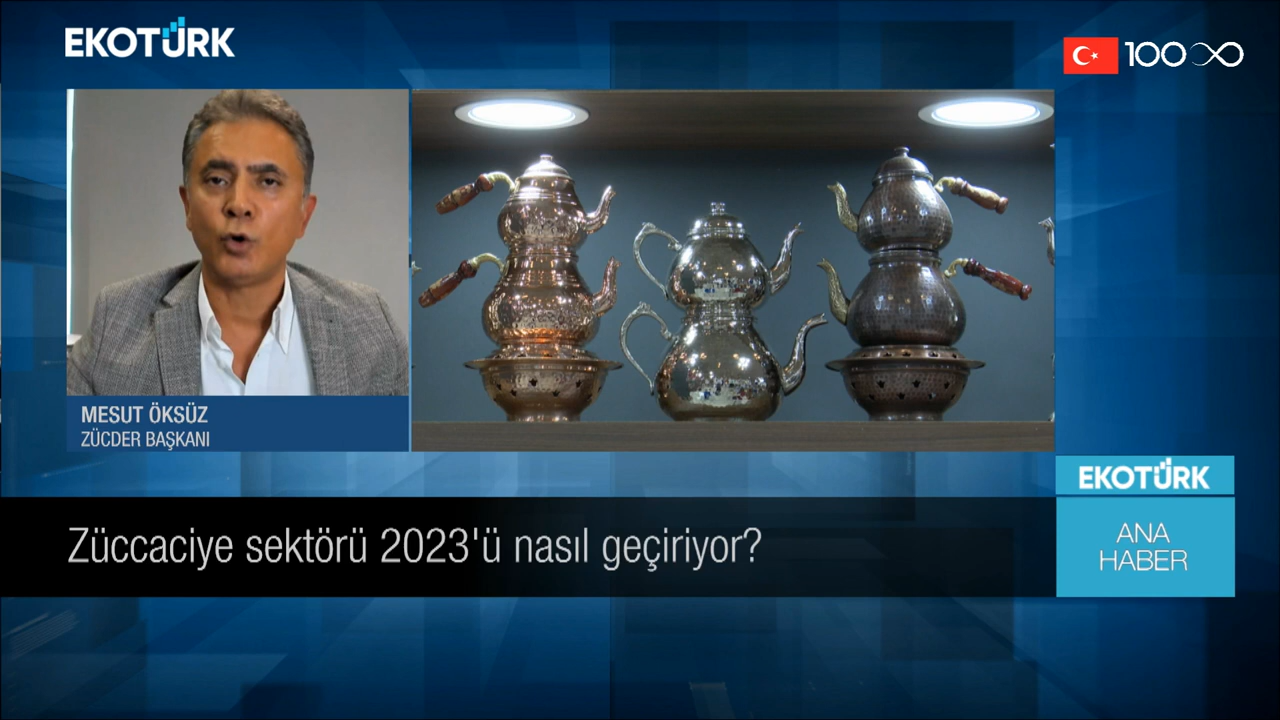 EKOTÜRK
100
MESUT ÖKSÜZ
ZÜCDER BAŞKANI
EKOTÜRK
Züccaciye sektörü 2023'ü nasıl geçiriyor?
ANA
HABER